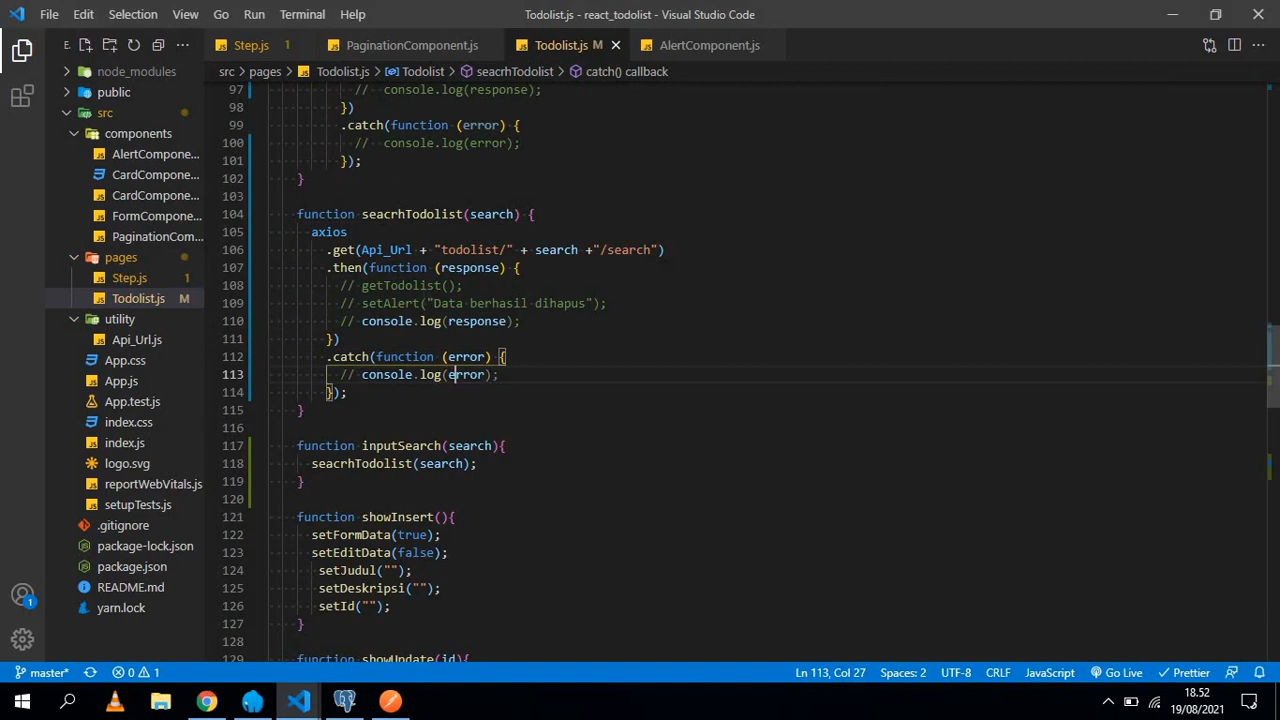 File Edit Selection View Go Run Terminal Help
Todolist.js - react_todolist - Visual Studio Code
E.
Step.js 1
PaginationComponent.js
Todolist.js M
AlertComponent.js
src > pages > Todolist.js > Todolist > seacrhTodolist > catch() callback
node_modules
public
src
components
AlertCompone...
CardCompone...
CardCompone...
FormCompone...
PaginationCom...
pages
Step.js 1
Todolist.js M
utility
Api_Url.js
App.css
App.js
App.test.js
index.css
index.js
logo.svg
reportWebVitals.js
setupTests.js
.gitignore
package-lock.json
package.json
README.md
yarn.lock
97 // console.log(response);
98 })
99 .catch(function (error) {
100 // console.log(error);
101 });
102 }
103
104 function seacrhTodolist(search) {
105 axios
106 .get(Api_Url + "todolist/" + search +"/search")
107 .then(function (response) {
108 // getTodolist();
109 // setAlert("Data berhasil dihapus");
110 // console.log(response);
111 })
112 .catch(function (error) {
113 // console.log(error);
114 });
115 }
116
117 function inputSearch(search){
118 seacrhTodolist(search);
119 }
120
121 function showInsert(){
122 setFormData(true);
123 setEditData(false);
124 setJudul("");
125 setDeskripsi("");
126 setId("");
127 }
128
129 function showUpdate(id){
1
master* 0 1
Ln 113, Col 27 Spaces: 2 UTF-8 CRLF JavaScript Go Live Prettier
18.52
19/08/2021